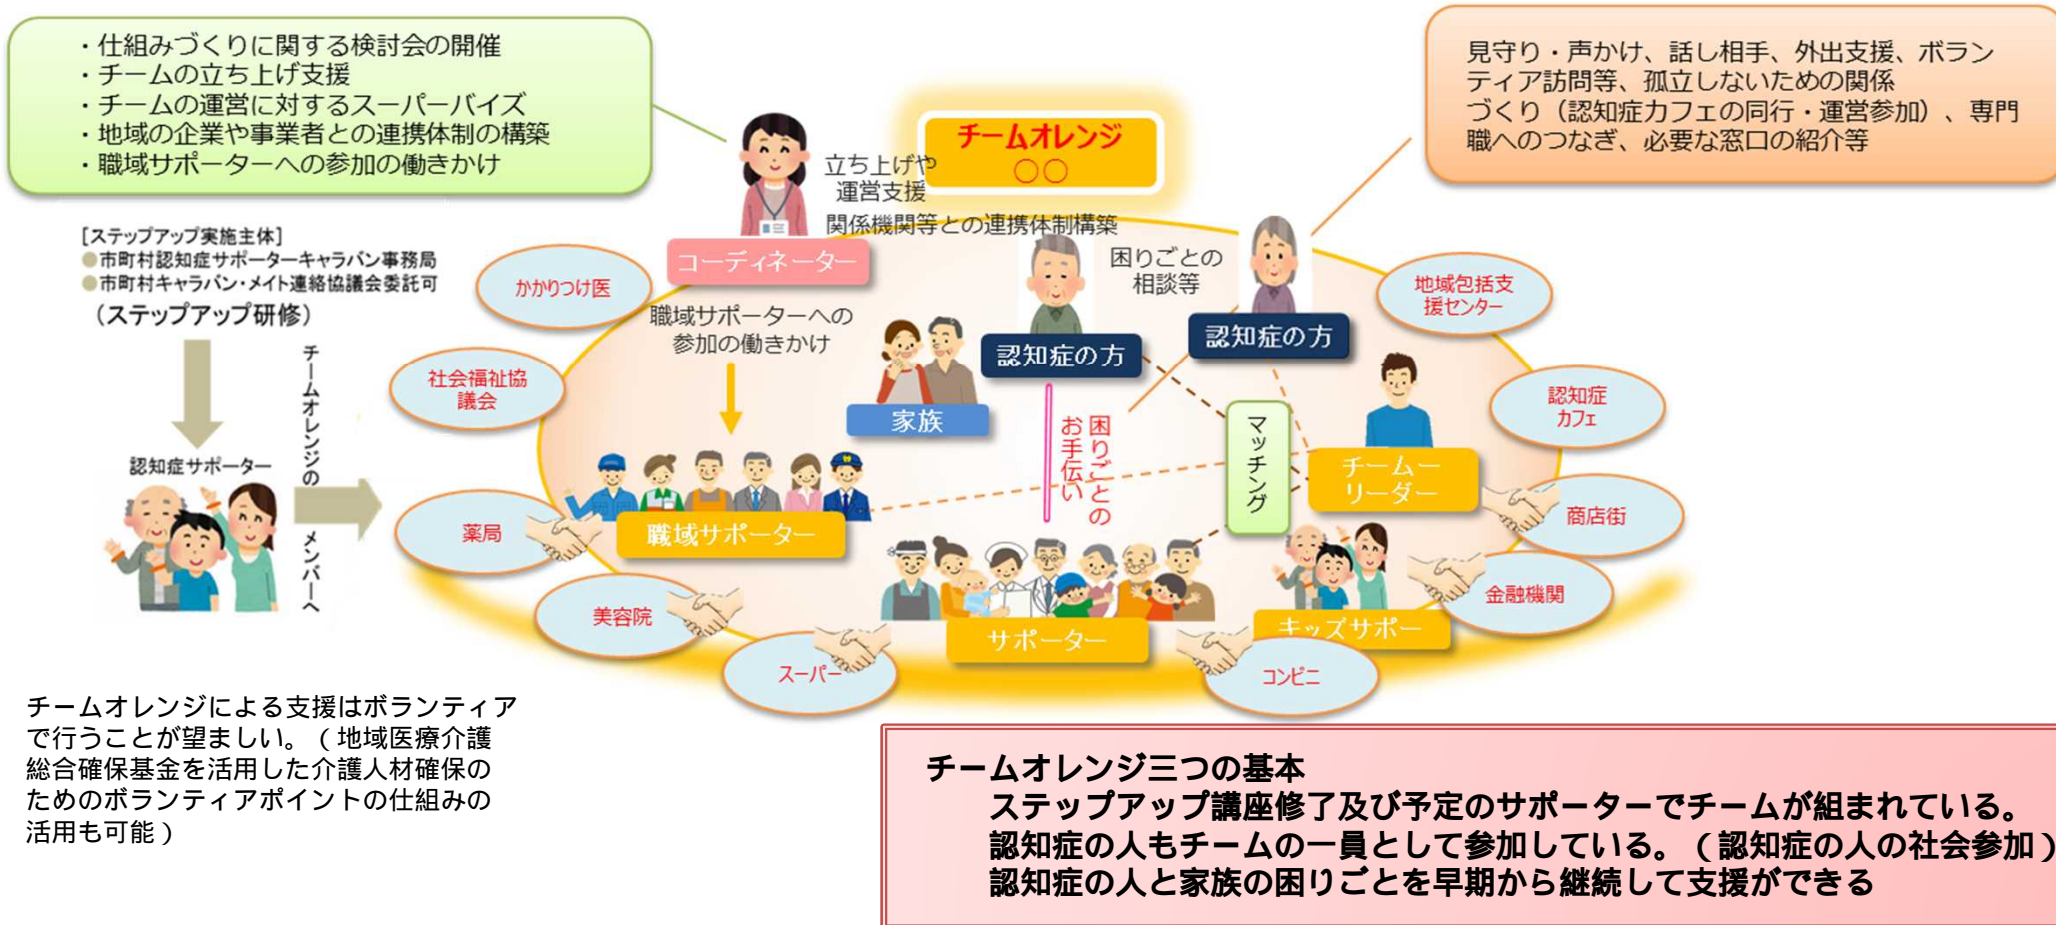 ・仕組みづくりに関する検討会の開催
・チームの立ち上げ支援
・チームの運営に対するスーパーバイズ
・地域の企業や事業者との連携体制の構築
・職域サポーターへの参加の働きかけ
見守り・声かけ、話し相手、外出支援、ボラン
ティア訪問等、孤立しないための関係
づくり（認知症カフェの同行・運営参加）、専門
職へのつなぎ、必要な窓口の紹介等
チームオレンジ
○○
立ち上げや
運営支援
関係機関等との連携体制構築
コーディネーター
困りごとの
相談等
[ステップアップ実施主体]
●市町村認知症サポーターキャラバン事務局
●市町村キャラバン・メイト連絡協議会委託可
（ステップアップ研修）
チームオレンジの
メンバーへ
認知症サポーター
かかりつけ医
社会福祉協
議会
薬局
美容院
スーパー
コンビニ
金融機関
商店街
認知症
カフェ
地域包括支
援センター
職域サポーターへの
参加の働きかけ
家族
認知症の方
認知症の方
困りごとの
お手伝い
マッチング
チームー
リーダー
職域サポーター
サポーター
キッズサポー
チームオレンジによる支援はボランティア
で行うことが望ましい。（地域医療介護
総合確保基金を活用した介護人材確保の
ためのボランティアポイントの仕組みの
活用も可能）
チームオレンジ三つの基本
ステップアップ講座修了及び予定のサポーターでチームが組まれている。
認知症の人もチームの一員として参加している。（認知症の人の社会参加）
認知症の人と家族の困りごとを早期から継続して支援ができる